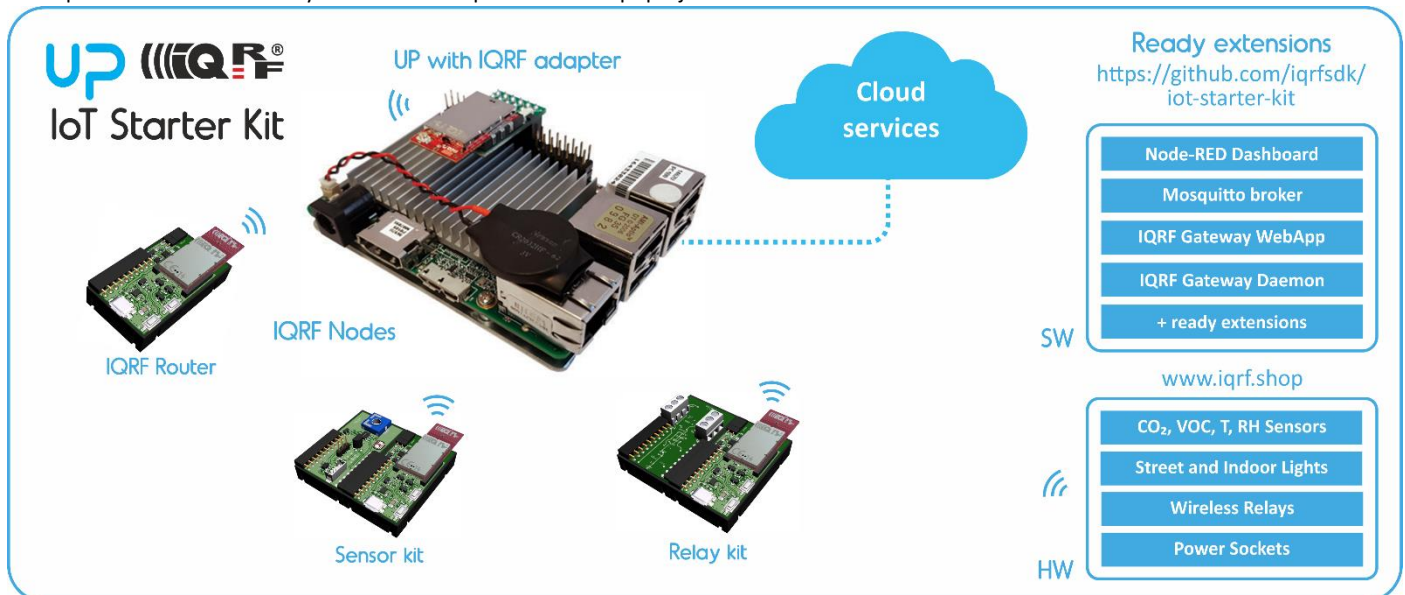 UP IQRF®
IoT Starter Kit
UP with IQRF adapter
Cloud
services
IQRF Router
IQRF Nodes
Sensor kit
Relay kit
Ready extensions
https://github.com/iqrfsdk/
iot-starter-kit
Node-RED Dashboard
Mosquitto broker
IQRF Gateway WebApp
IQRF Gateway Daemon
+ ready extensions
SW
www.iqrf.shop
CO₂, VOC, T, RH Sensors
Street and Indoor Lights
Wireless Relays
Power Sockets
HW